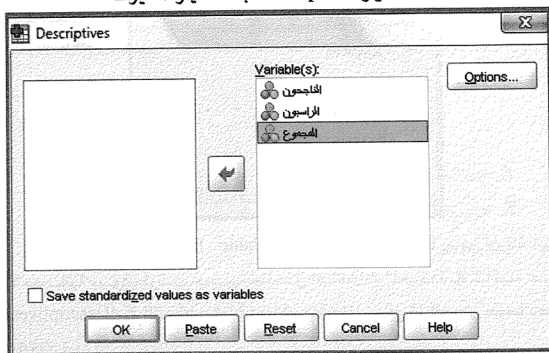 Descriptives
Variable(s):
الناجحون
الراسبون
المجموع
Options...
Save standardized values as variables
OK
Paste
Reset
Cancel
Help